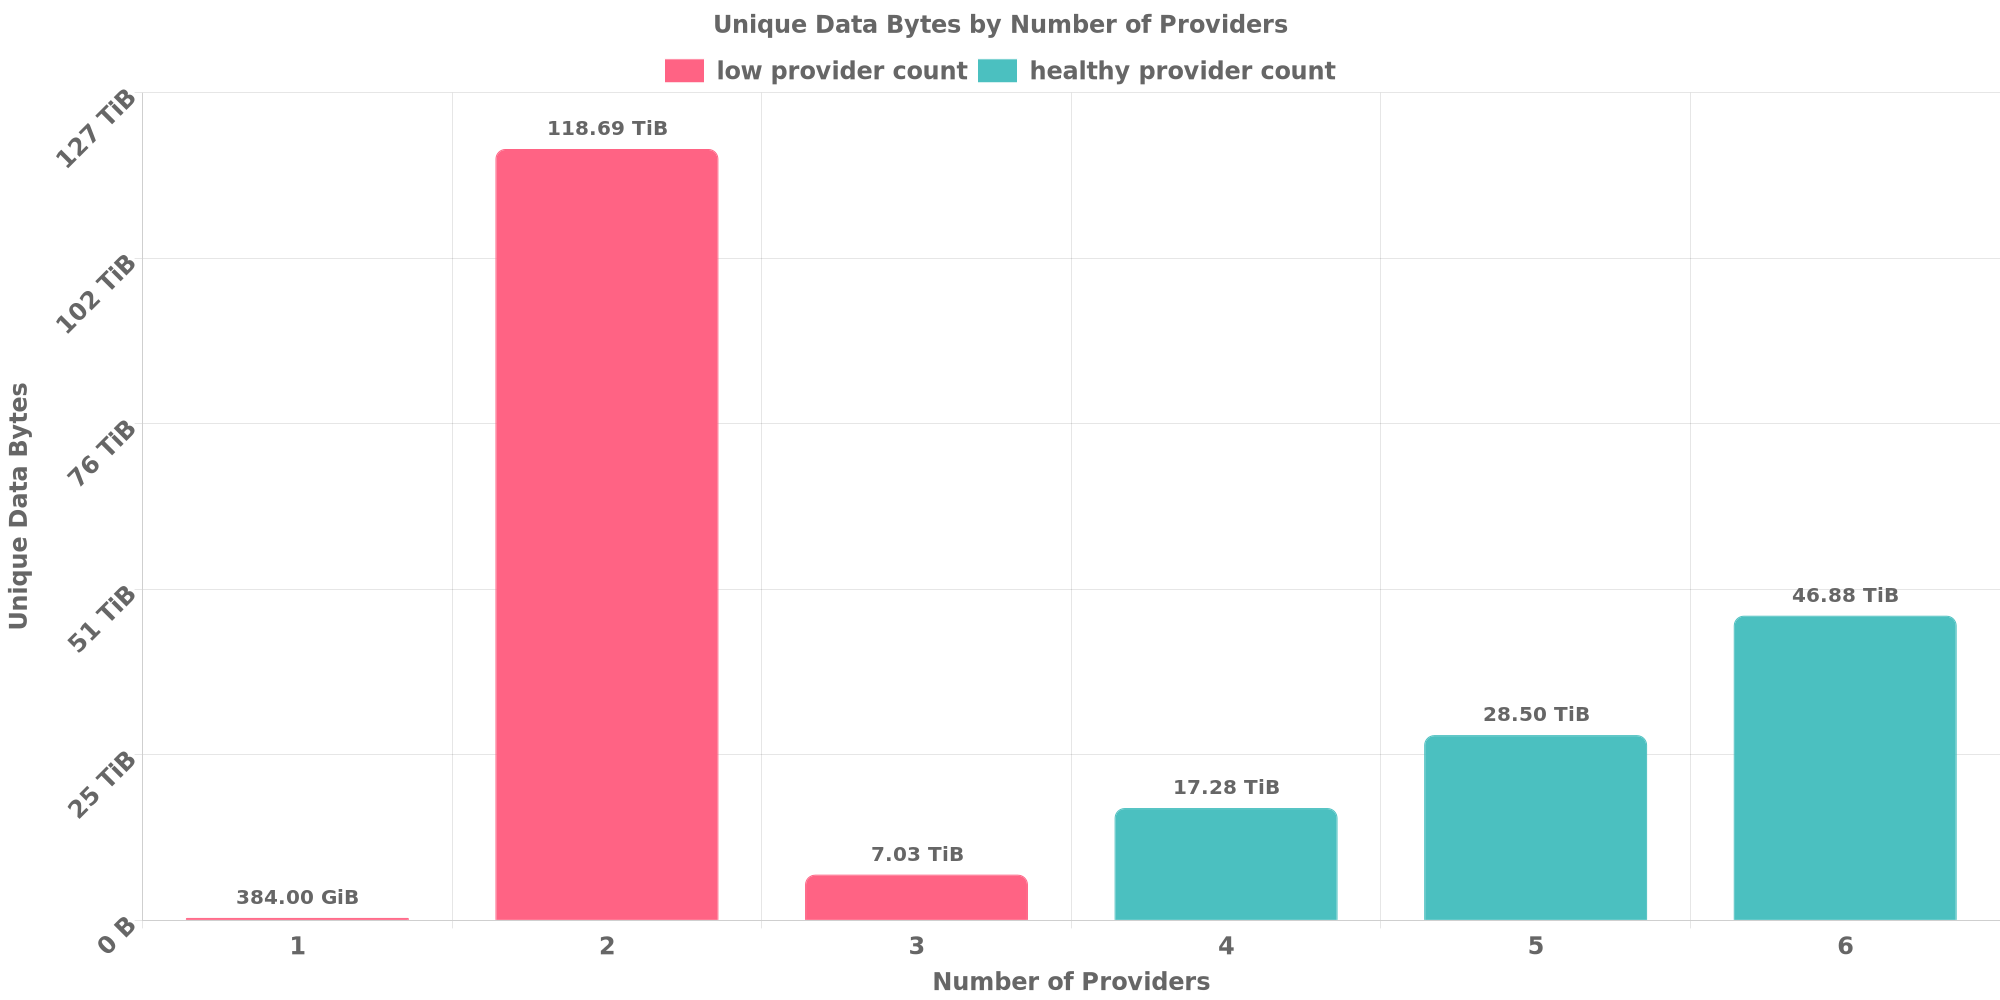 Unique Data Bytes by Number of Providers
low provider count healthy provider count
127 TiB
102 TiB
76 TiB
51 TiB
25 TiB
0 B
Unique Data Bytes
384.00 GiB
118.69 TiB
7.03 TiB
17.28 TiB
28.50 TiB
46.88 TiB
1 2 3 4 5 6
Number of Providers